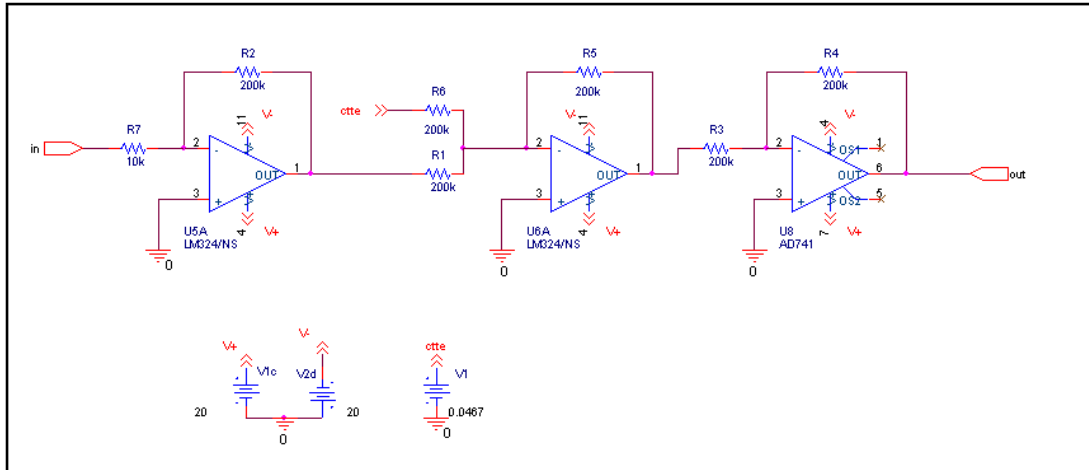 R2
200k
R5
200k
R4
200k
ctte
R6
200k
V-
11
V-
11
V-
4
in
R7
10k
2
-
OUT
1
3
+
R1
200k
2
-
OUT
1
3
+
R3
200k
2
-
OS1
1
OUT
6
OS2
5
3
+
out
4
V+
4
V+
7
V+
U5A
LM324/NS
0
U6A
LM324/NS
0
U8
AD741
0
V+
V-
ctte
V1c
V2d
V1
20
20
0.0467
0
0